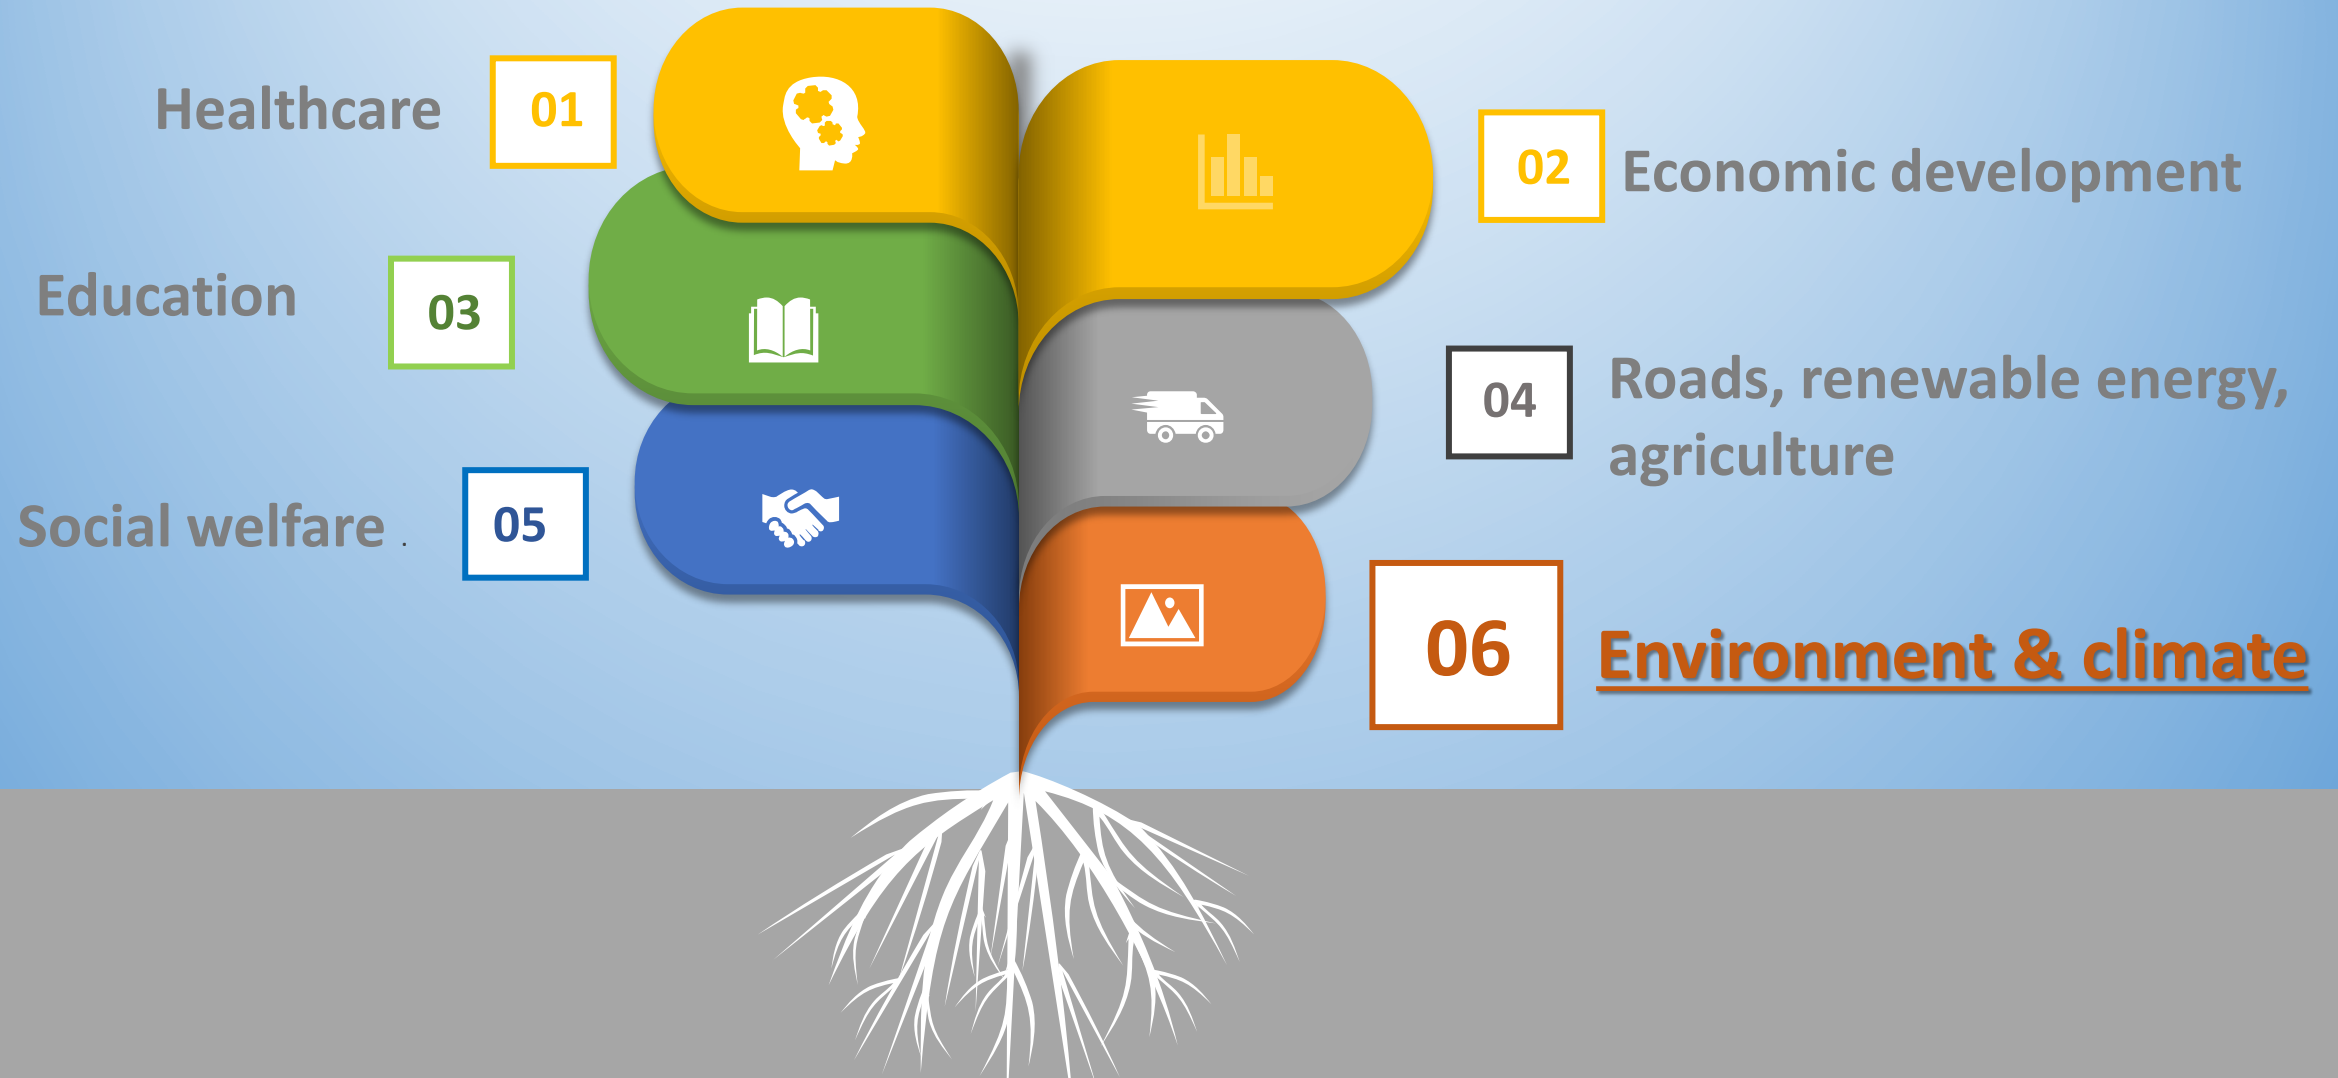 Healthcare
01
02
Economic development
Education
03
04
Roads, renewable energy,
agriculture
Social welfare .
05
06
Environment & climate